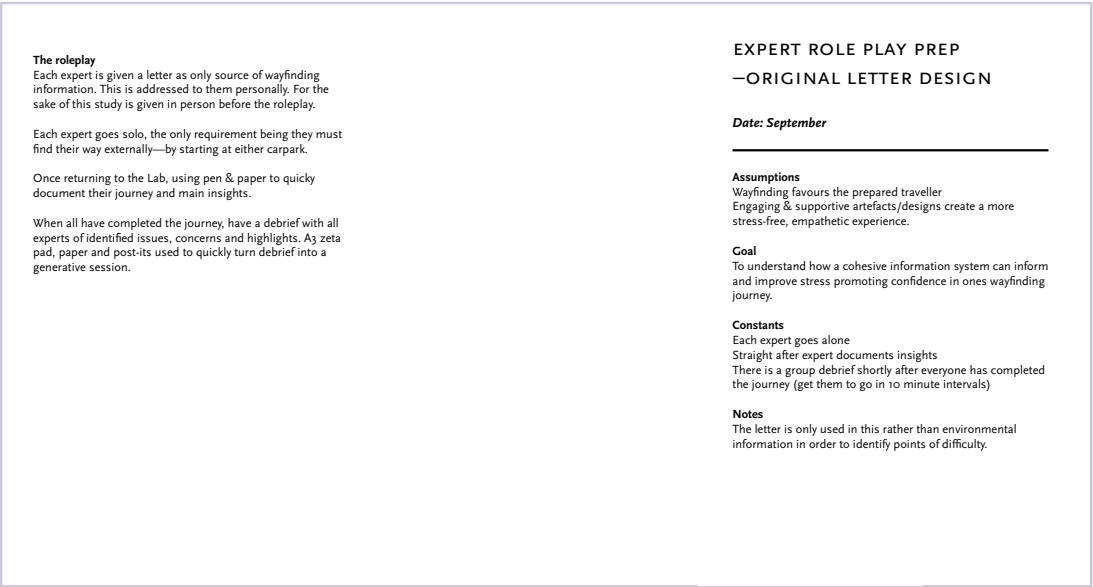 The roleplay
Each expert is given a letter as only source of wayfinding
information. This is addressed to them personally. For the
sake of this study is given in person before the roleplay.
Each expert goes solo, the only requirement being they must
find their way externally—by starting at either carpark.
Once returning to the Lab, using pen & paper to quicky
document their journey and main insights.
When all have completed the journey, have a debrief with all
experts of identified issues, concerns and highlights. A3 zeta
pad, paper and post-its used to quickly turn debrief into a
generative session.
EXPERT ROLE PLAY PREP
—ORIGINAL LETTER DESIGN
Date: September
Assumptions
Wayfinding favours the prepared traveller
Engaging & supportive artefacts/designs create a more
stress-free, empathetic experience.
Goal
To understand how a cohesive information system can inform
and improve stress promoting confidence in ones wayfinding
journey.
Constants
Each expert goes alone
Straight after expert documents insights
There is a group debrief shortly after everyone has completed
the journey (get them to go in 10 minute intervals)
Notes
The letter is only used in this rather than environmental
information in order to identify points of difficulty.